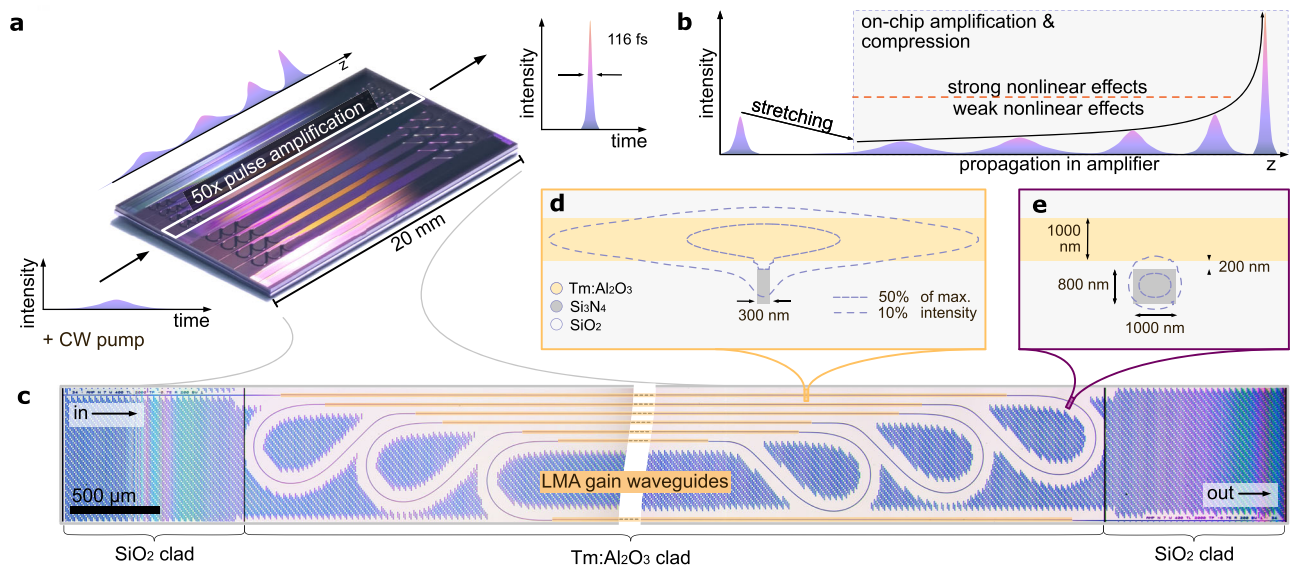 a
z
50x pulse amplification
20 mm
intensity
time
+ CW pump
intensity
116 fs
time
b
intensity
stretching
on-chip amplification &
compression
strong nonlinear effects
weak nonlinear effects
propagation in amplifier
z
d
Tm:Al₂O₃
Si₃N₄
SiO₂
300 nm
50% of max.
10% intensity
e
1000
nm
200 nm
800 nm
1000 nm
c
in
500 µm
LMA gain waveguides
out
SiO₂ clad
Tm:Al₂O₃ clad
SiO₂ clad